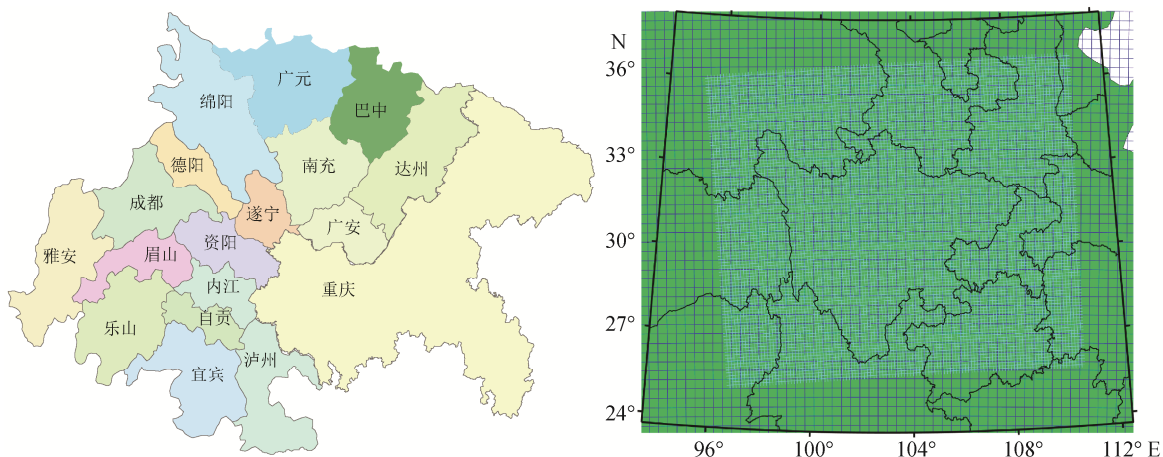 广元
绵阳
巴中
德阳
南充
达州
成都
遂宁
广安
雅安
眉山
资阳
内江
重庆
乐山
自贡
宜宾
泸州
N
36°
33°
30°
27°
24°
96° 100° 104° 108° 112° E